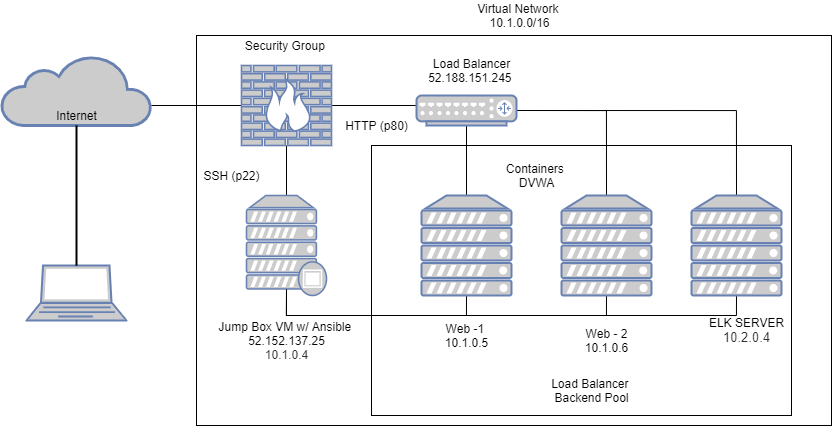 Virtual Network
10.1.0.0/16
Security Group
Load Balancer
52.188.151.245
Internet
HTTP (p80)
SSH (p22)
Containers
DVWA
Jump Box VM w/ Ansible
52.152.137.25
10.1.0.4
Web -1
10.1.0.5
Web - 2
10.1.0.6
ELK SERVER
10.2.0.4
Load Balancer
Backend Pool